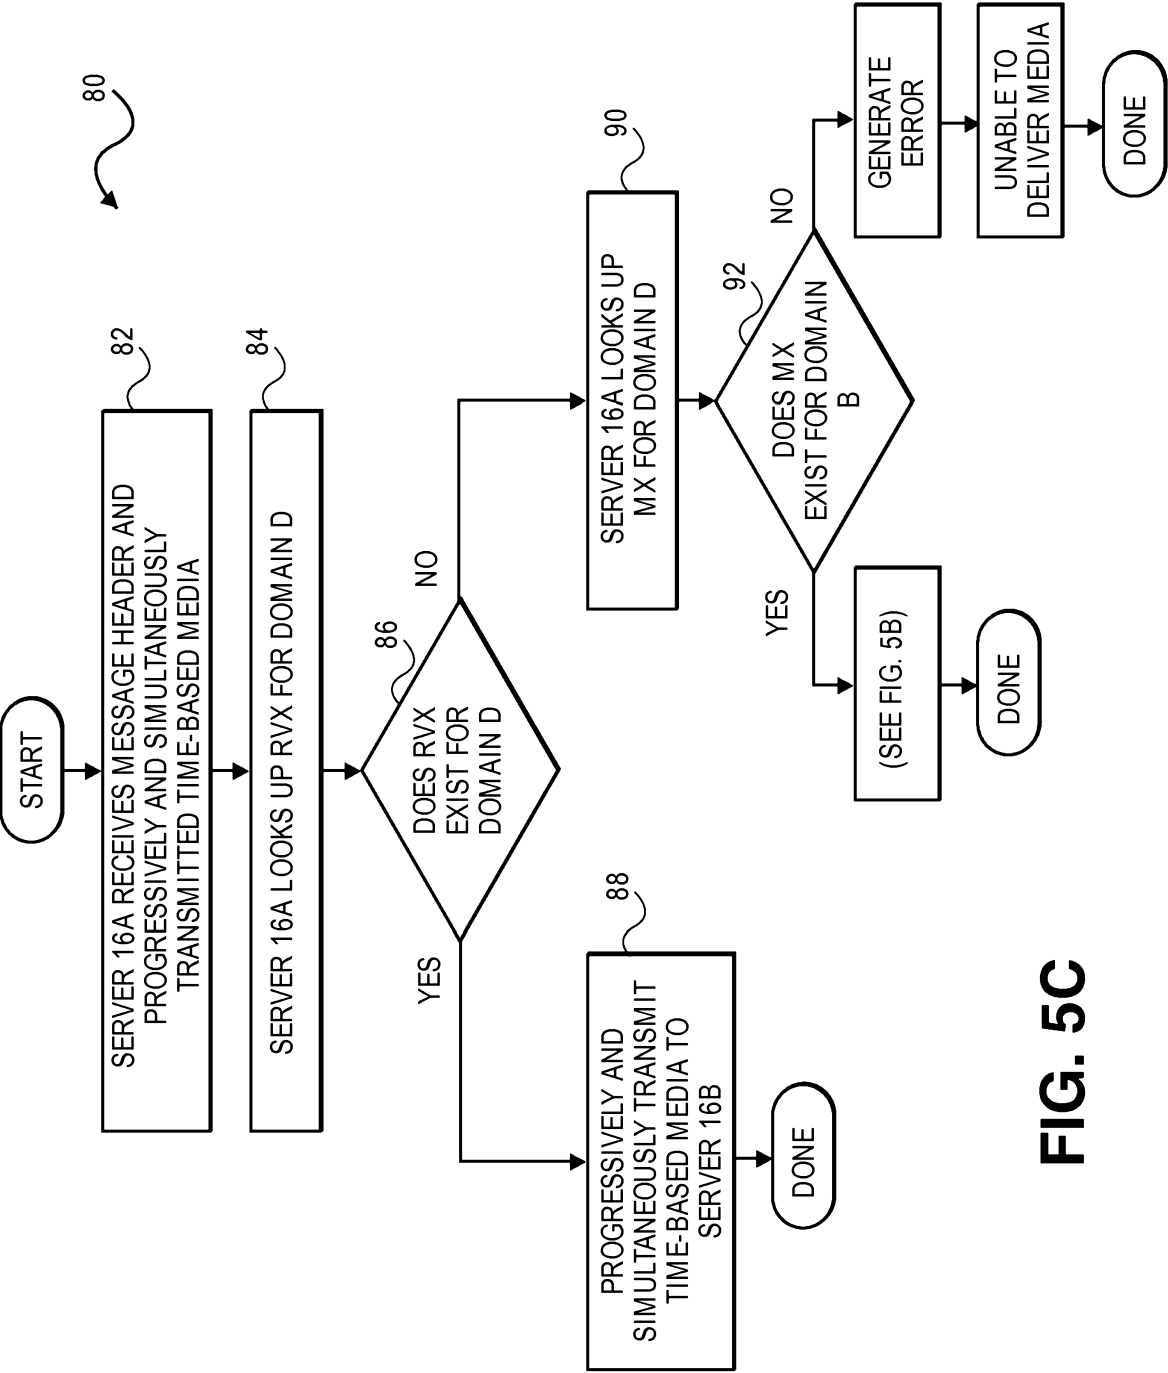 80
START
SERVER 16A RECEIVES MESSAGE HEADER AND
PROGRESSIVELY AND SIMULTANEOUSLY
TRANSMITTED TIME-BASED MEDIA
82
SERVER 16A LOOKS UP RVX FOR DOMAIN D
84
DOES RVX
EXIST FOR
DOMAIN D
86
YES
NO
PROGRESSIVELY AND
SIMULTANEOUSLY TRANSMIT
TIME-BASED MEDIA TO
SERVER 16B
88
DONE
SERVER 16A LOOKS UP
MX FOR DOMAIN D
90
DOES MX
EXIST FOR DOMAIN
B
92
YES
NO
(SEE FIG. 5B)
DONE
GENERATE
ERROR
UNABLE TO
DELIVER MEDIA
DONE
FIG. 5C